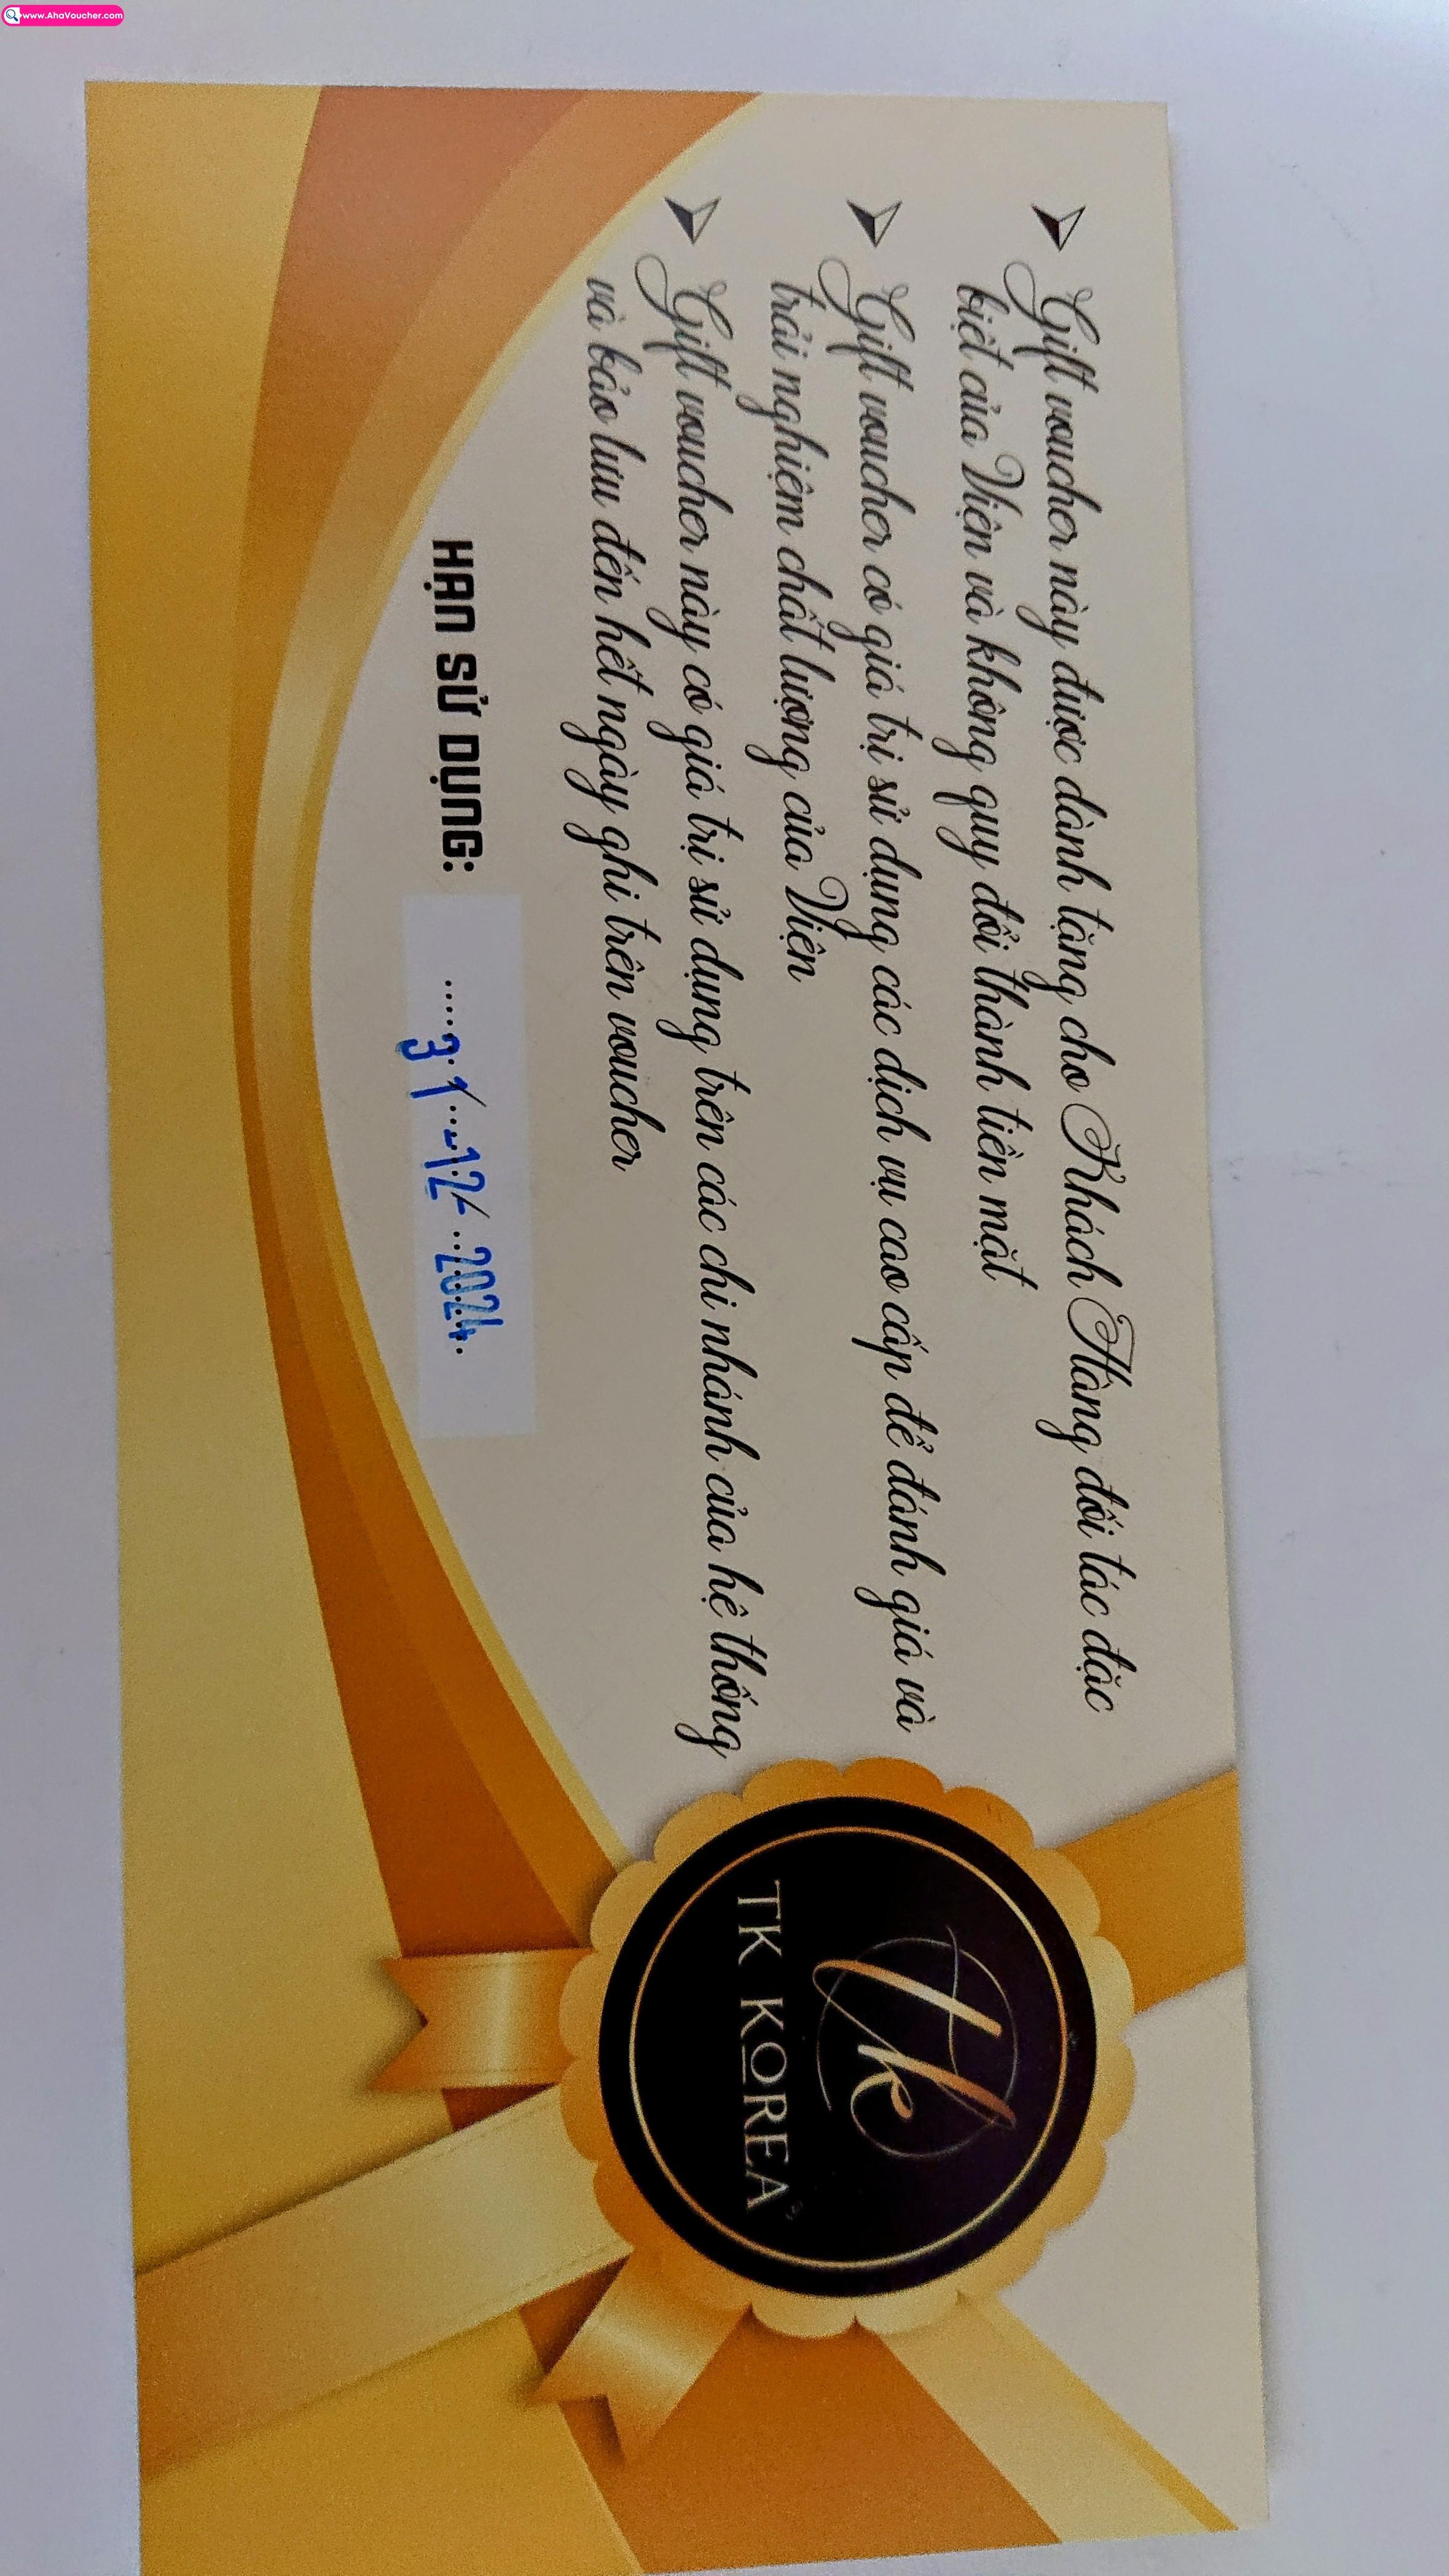 www.AhaVoucher.com
Gift voucher này được dành tặng cho Khách Hàng đối tác đặc
biệt của Viện và không quy đổi thành tiền mặt
Gift voucher có giá trị sử dụng các dịch vụ cao cấp để đánh giá và
trải nghiệm chất lượng của Viện
Gift voucher này có giá trị sử dụng trên các chi nhánh của hệ thống
và bảo lưu đến hết ngày ghi trên voucher
HẠN SỬ DỤNG: .....31/...-12/..2024..
tk
TK KOREA